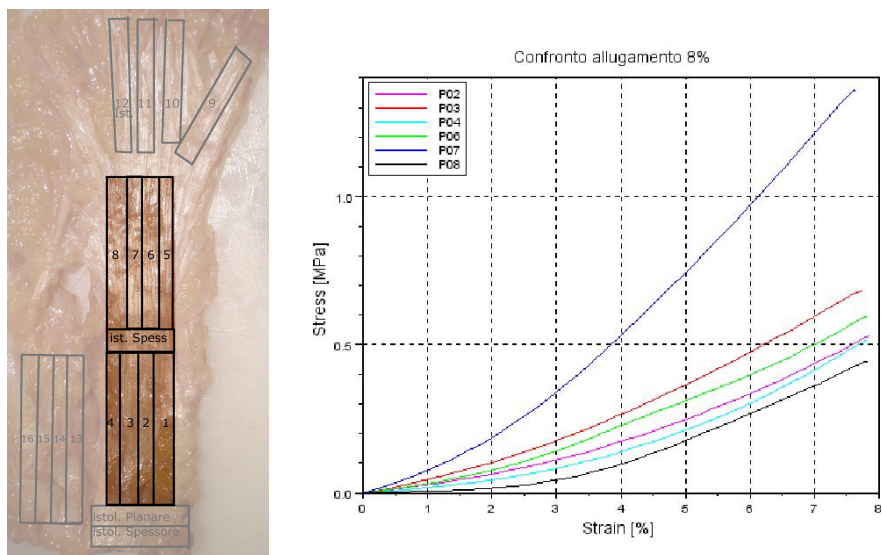 12
Ist.
11
10
9
8
7
6
5
ist. Spess
4
3
2
1
16
15
14
13
istol. Planare
istol. Spessore
Confronto allugamento 8%
P02
P03
P04
P06
P07
P08
Stress [MPa]
1.0
0.5
0.0
0
1
2
3
4
5
6
7
8
Strain [%]